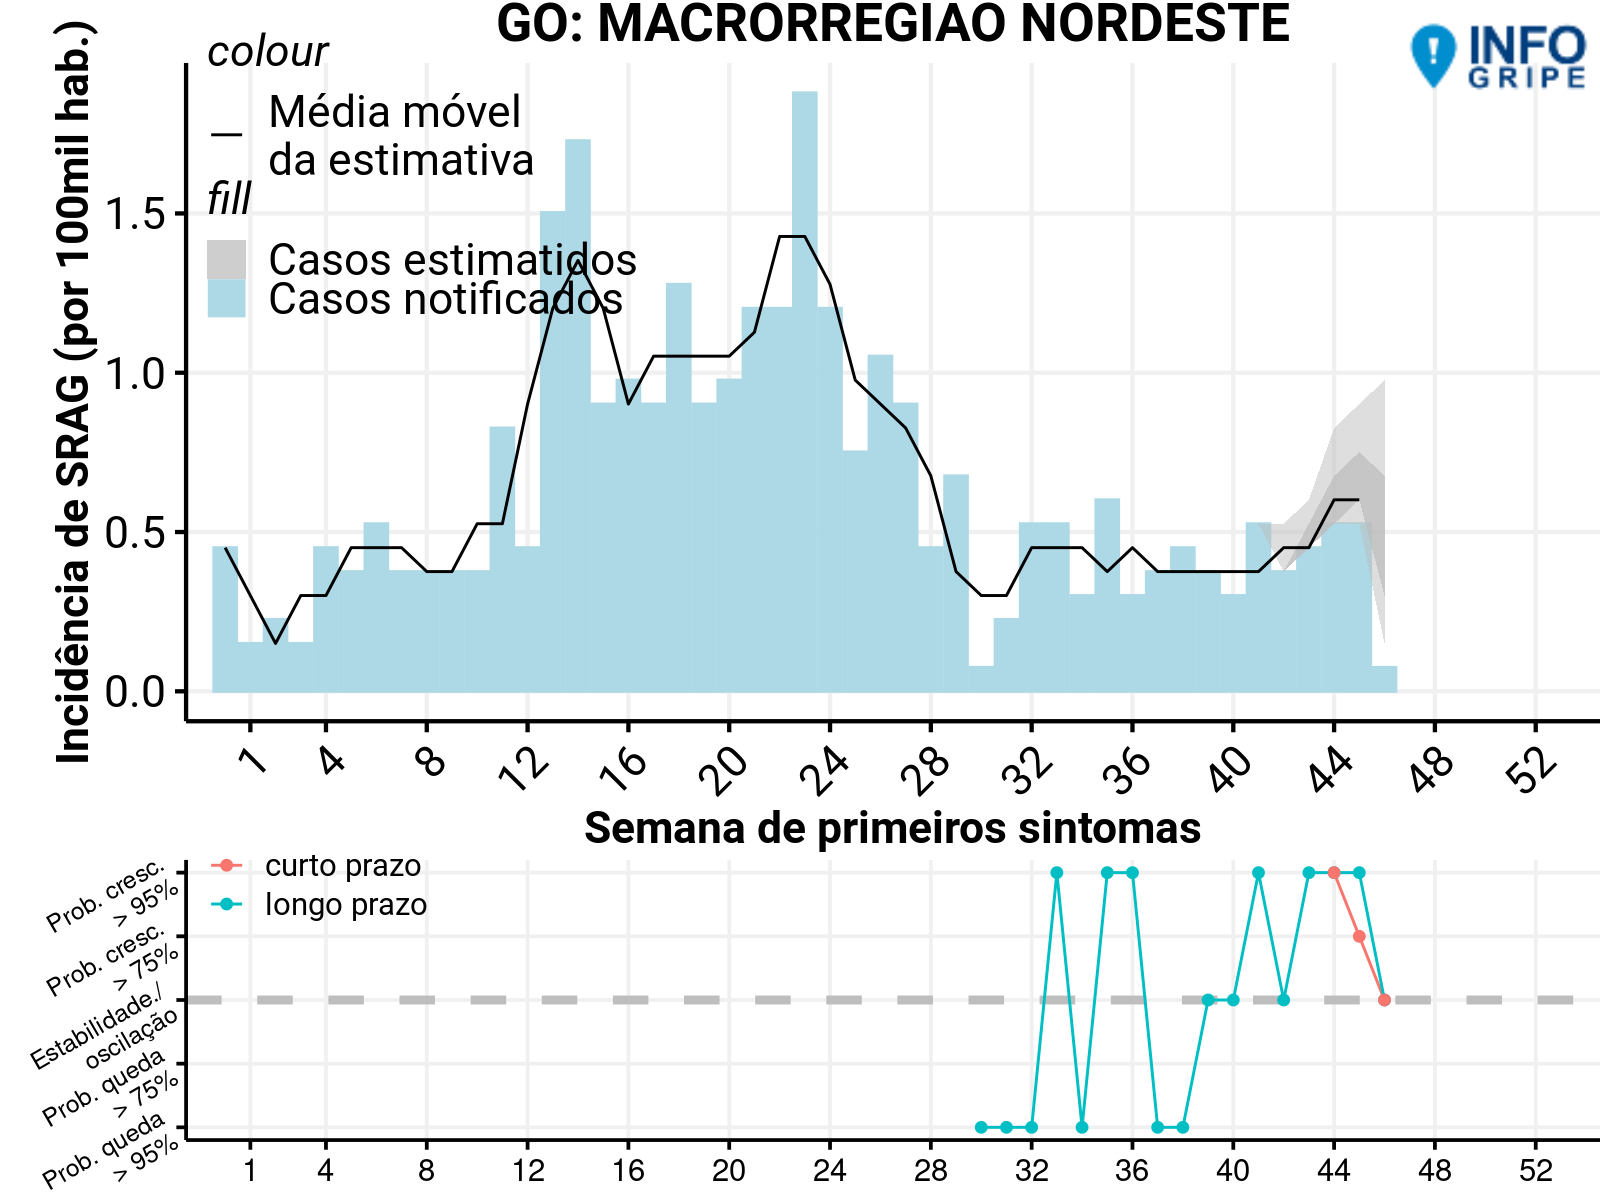 GO: MACRORREGIAO NORDESTE
INFO
GRIPE
colour
Média móvel
da estimativa
fill
Casos estimatidos
Casos notificados
Incidência de SRAG (por 100mil hab.)
1.5
1.0
0.5
0.0
1 4 8 12 16 20 24 28 32 36 40 44 48 52
Semana de primeiros sintomas
curto prazo
longo prazo
Prob. cresc.
> 95%
Prob. cresc.
> 75%
Estabilidade./
oscilação
Prob. queda
> 75%
Prob. queda
> 95%
1 4 8 12 16 20 24 28 32 36 40 44 48 52